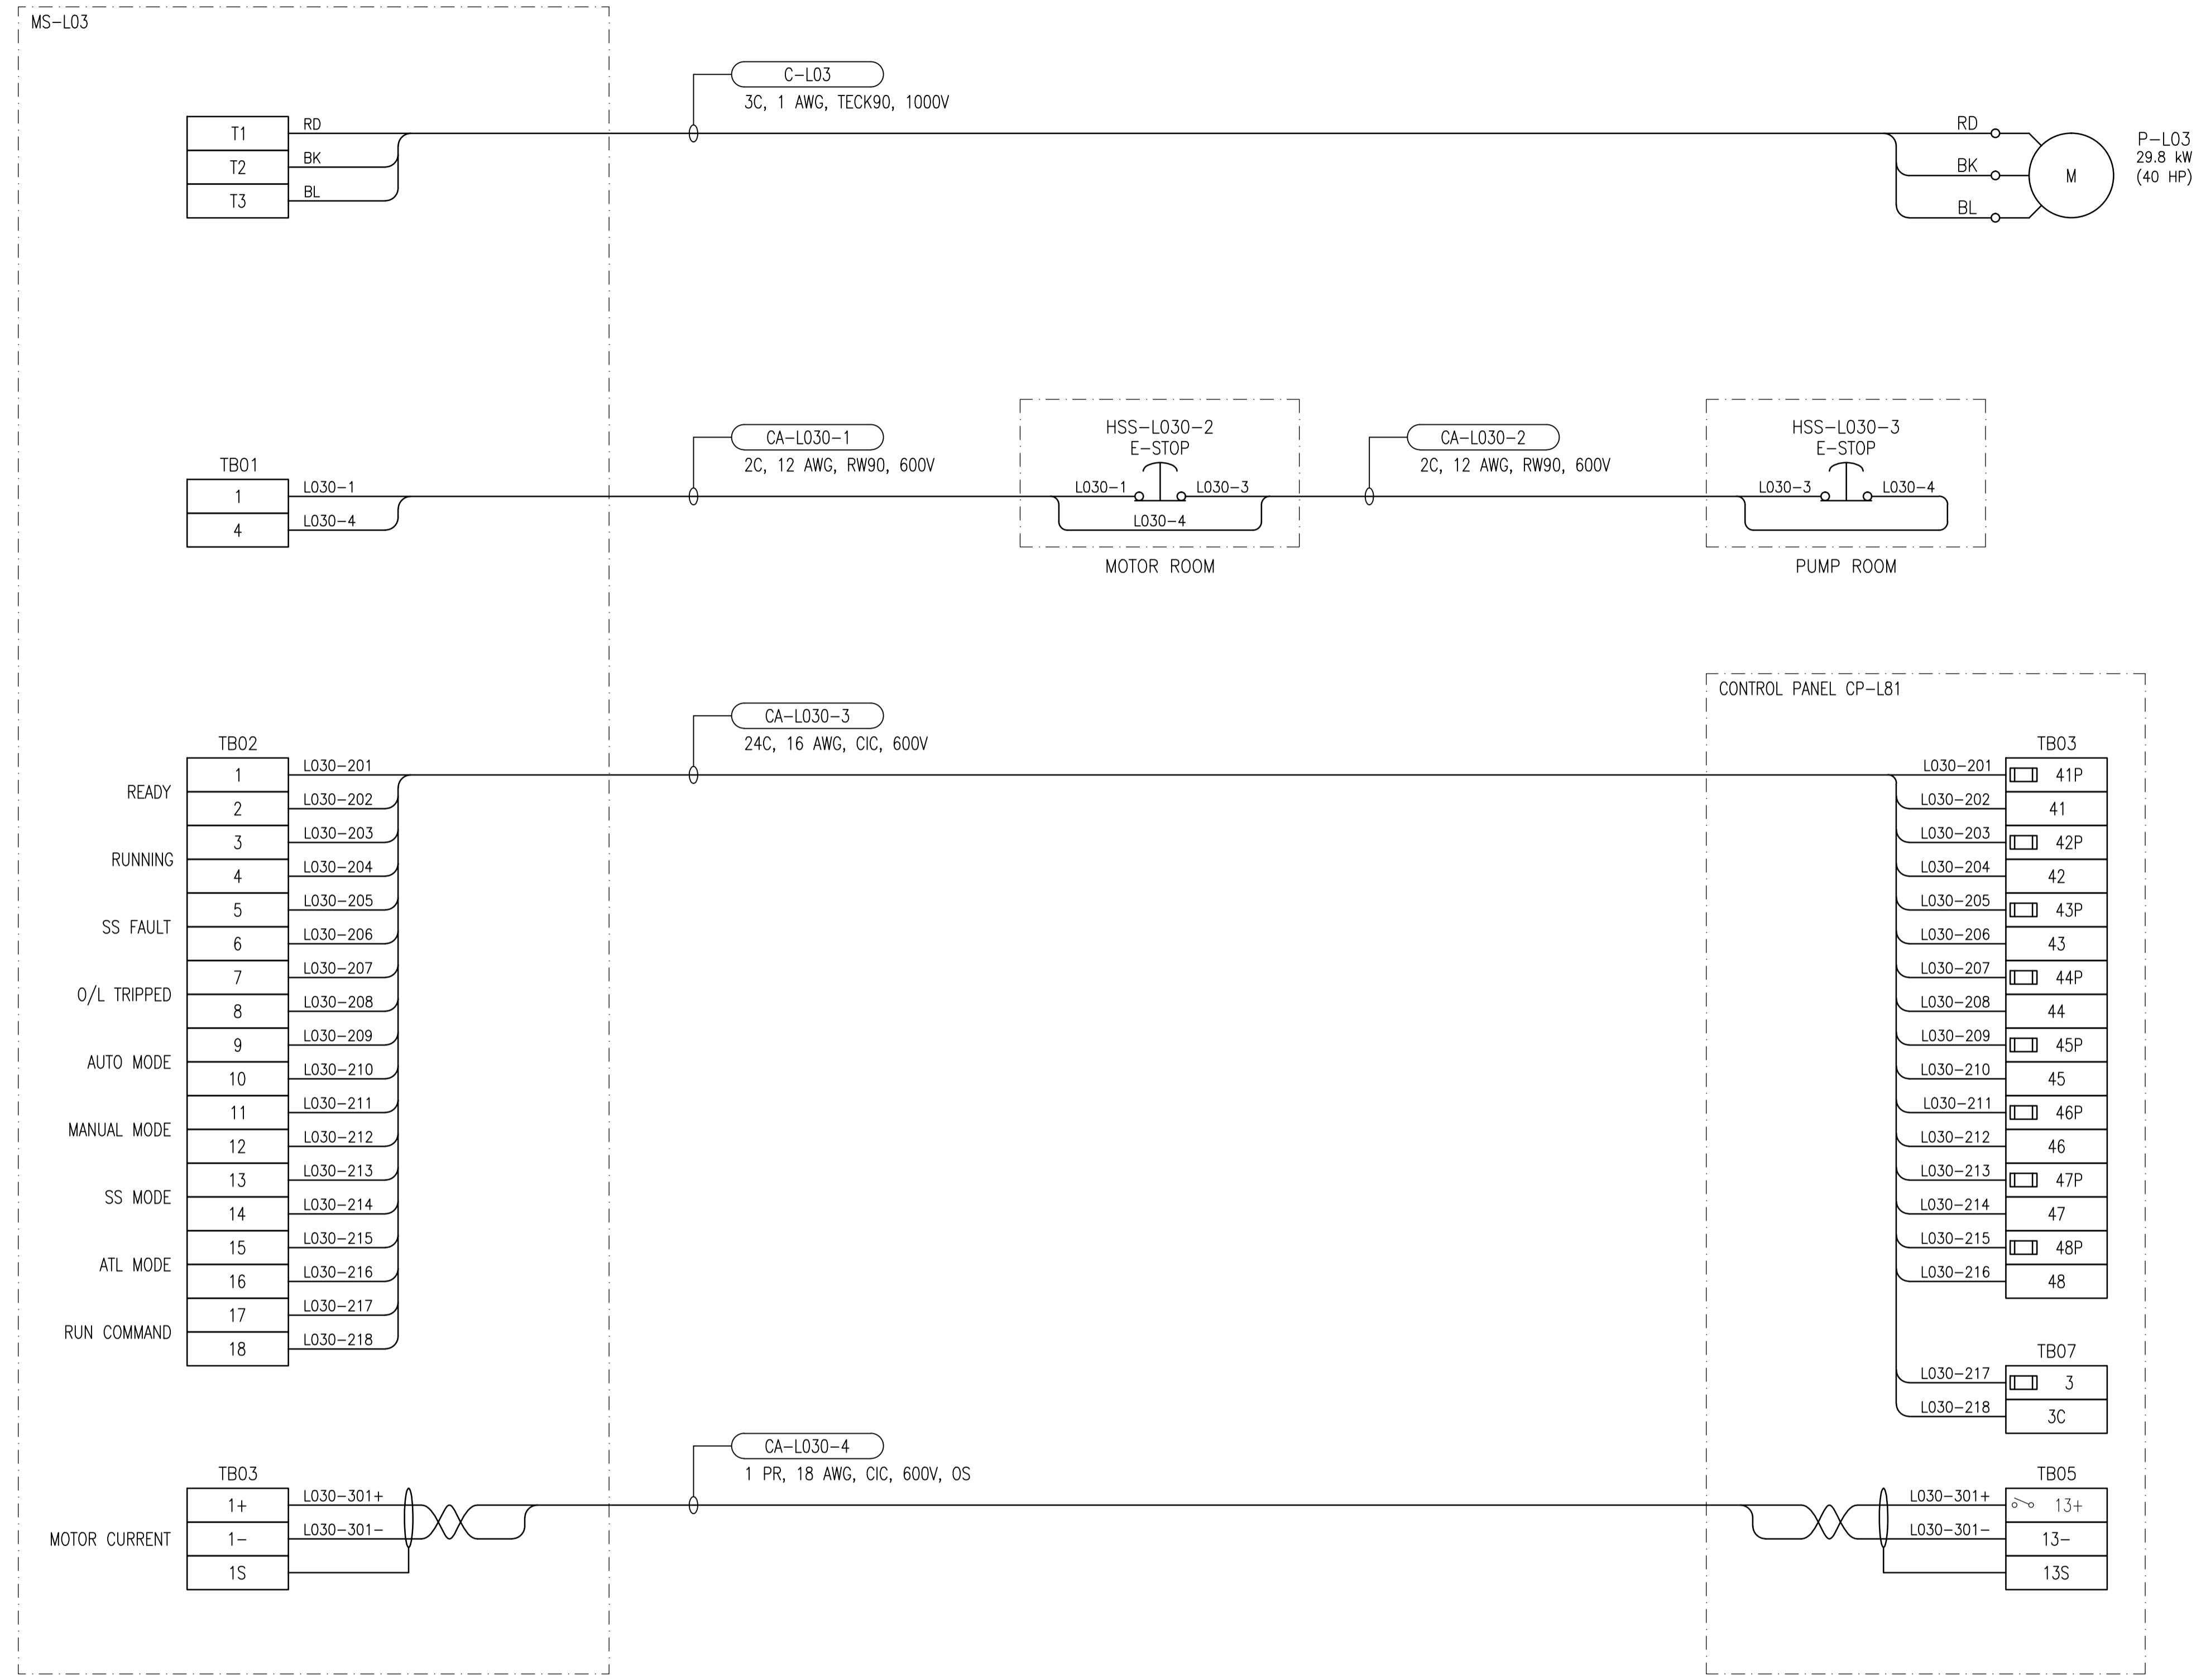 MS-L03
C-L03
3C, 1 AWG, TECK90, 1000V
T1
RD
T2
BK
T3
BL
RD
BK
BL
M
P-L03
29.8 kW
(40 HP)
TB01
1
L030-1
4
L030-4
CA-L030-1
2C, 12 AWG, RW90, 600V
HSS-L030-2
E-STOP
L030-1
L030-3
L030-4
MOTOR ROOM
CA-L030-2
2C, 12 AWG, RW90, 600V
HSS-L030-3
E-STOP
L030-3
L030-4
PUMP ROOM
CONTROL PANEL CP-L81
CA-L030-3
24C, 16 AWG, CIC, 600V
TB02
READY
1
L030-201
2
L030-202
RUNNING
3
L030-203
4
L030-204
SS FAULT
5
L030-205
6
L030-206
O/L TRIPPED
7
L030-207
8
L030-208
AUTO MODE
9
L030-209
10
L030-210
MANUAL MODE
11
L030-211
12
L030-212
SS MODE
13
L030-213
14
L030-214
ATL MODE
15
L030-215
16
L030-216
RUN COMMAND
17
L030-217
18
L030-218
TB03
L030-201
41P
L030-202
41
L030-203
42P
L030-204
42
L030-205
43P
L030-206
43
L030-207
44P
L030-208
44
L030-209
45P
L030-210
45
L030-211
46P
L030-212
46
L030-213
47P
L030-214
47
L030-215
48P
L030-216
48
TB07
L030-217
3
L030-218
3C
CA-L030-4
1 PR, 18 AWG, CIC, 600V, OS
TB03
MOTOR CURRENT
1+
L030-301+
1-
L030-301-
1S
TB05
L030-301+
13+
L030-301-
13-
13S